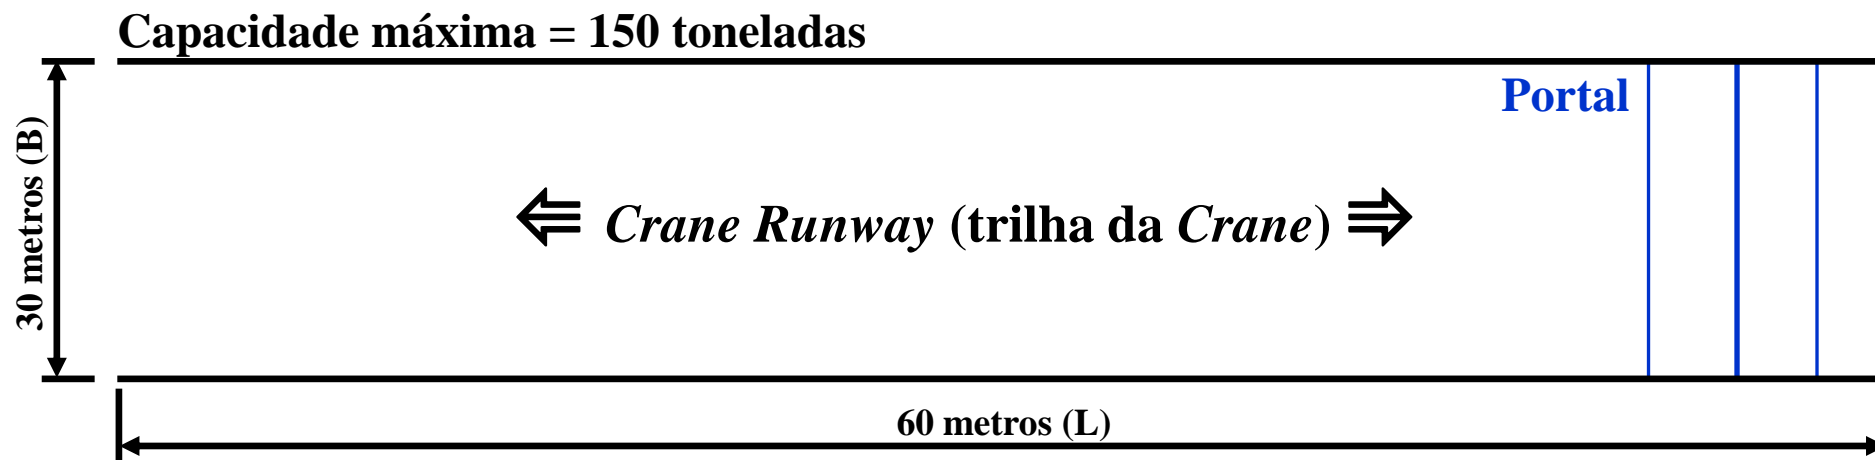 Capacidade máxima = 150 toneladas
Portal
30 metros (B)
⇐ Crane Runway (trilha da Crane) ⇒
60 metros (L)